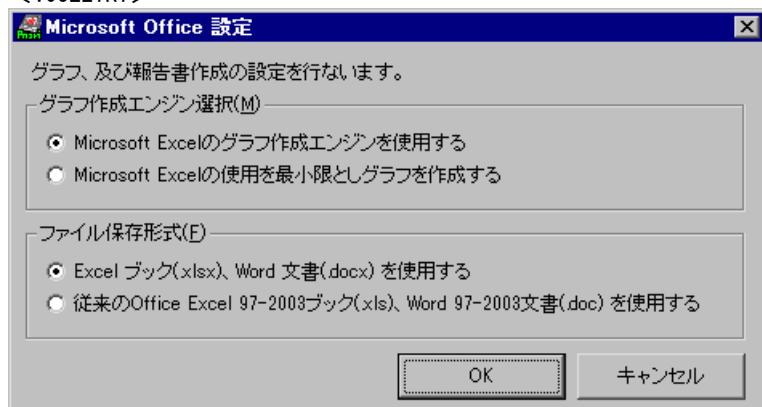 Microsoft Office 設定
グラフ、及び報告書作成の設定を行ないます。
グラフ作成エンジン選択(M)
Microsoft Excelのグラフ作成エンジンを使用する
Microsoft Excelの使用を最小限としグラフを作成する
ファイル保存形式(F)
Excel ブック(.xlsx)、Word 文書(.docx) を使用する
従来のOffice Excel 97-2003ブック(.xls)、Word 97-2003文書(.doc) を使用する
OK
キャンセル